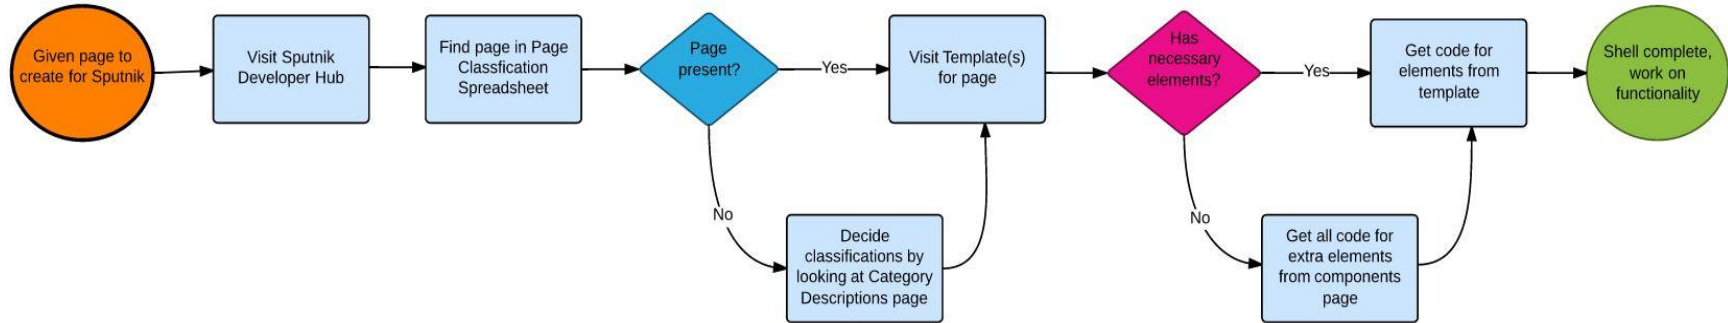 Given page to
create for Sputnik
Visit Sputnik
Developer Hub
Find page in Page
Classfication
Spreadsheet
Page
present?
Yes
Visit Template(s)
for page
Has
necessary
elements?
Yes
Get code for
elements from
template
Shell complete,
work on
functionality
No
Decide
classifications by
looking at Category
Descriptions page
No
Get all code for
extra elements
from components
page